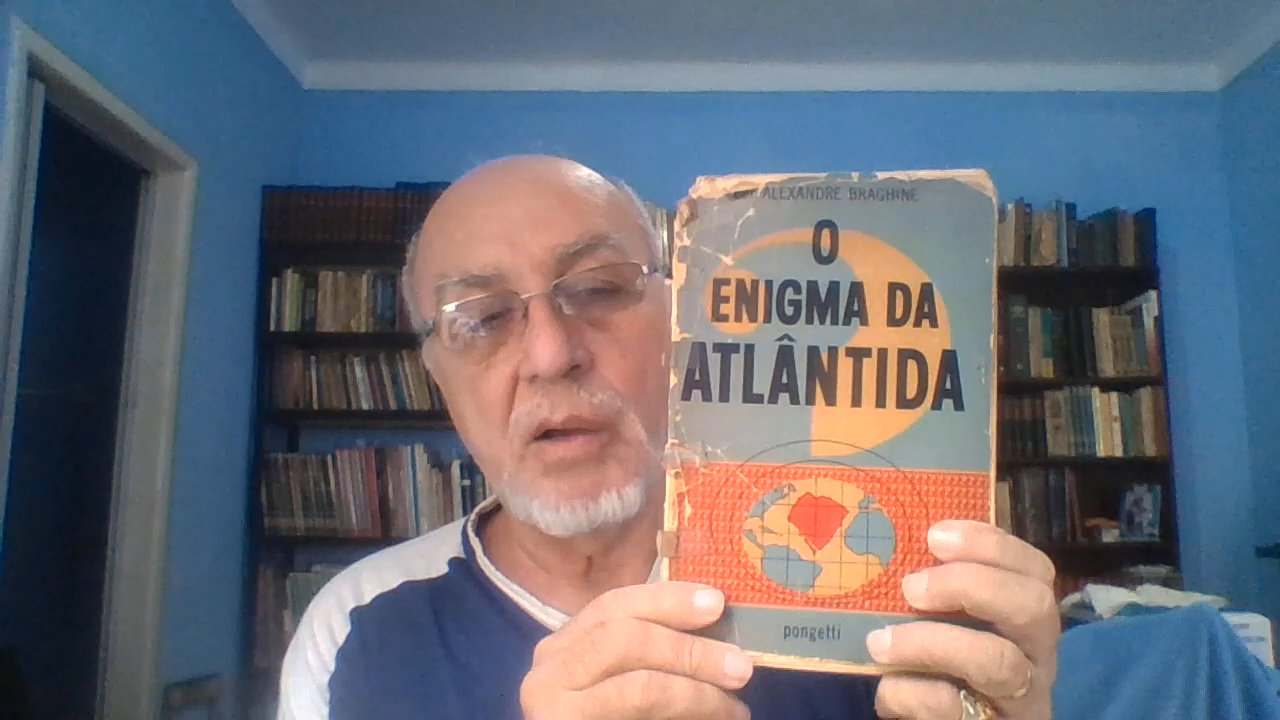 ALEXANDRE BRAGHINE
O
ENIGMA DA
ATLÂNTIDA
pongetti